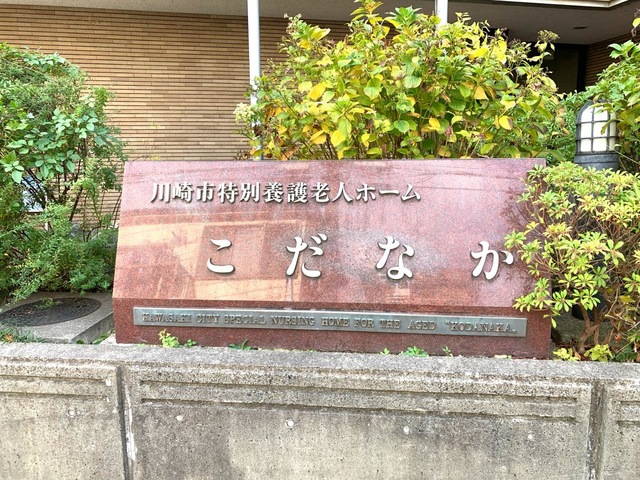 川崎市特別養護老人ホーム
こだなか
KAWASAKI CITY SPECIAL NURSING HOME FOR THE AGED "KODANAKA"